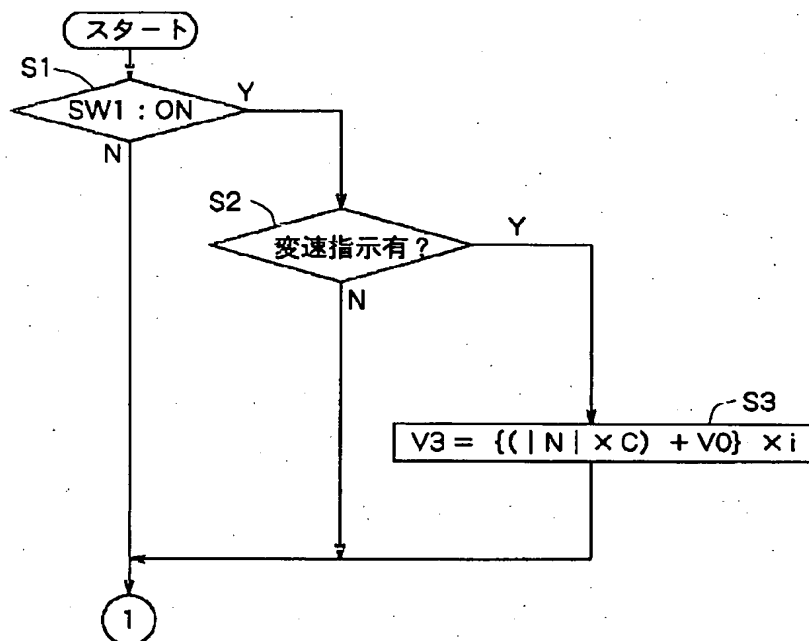 スタート
S1
SW1:ON
Y
N
S2
変速指示有?
Y
N
S3
V3= {(|N|×C) +V0} ×i
1